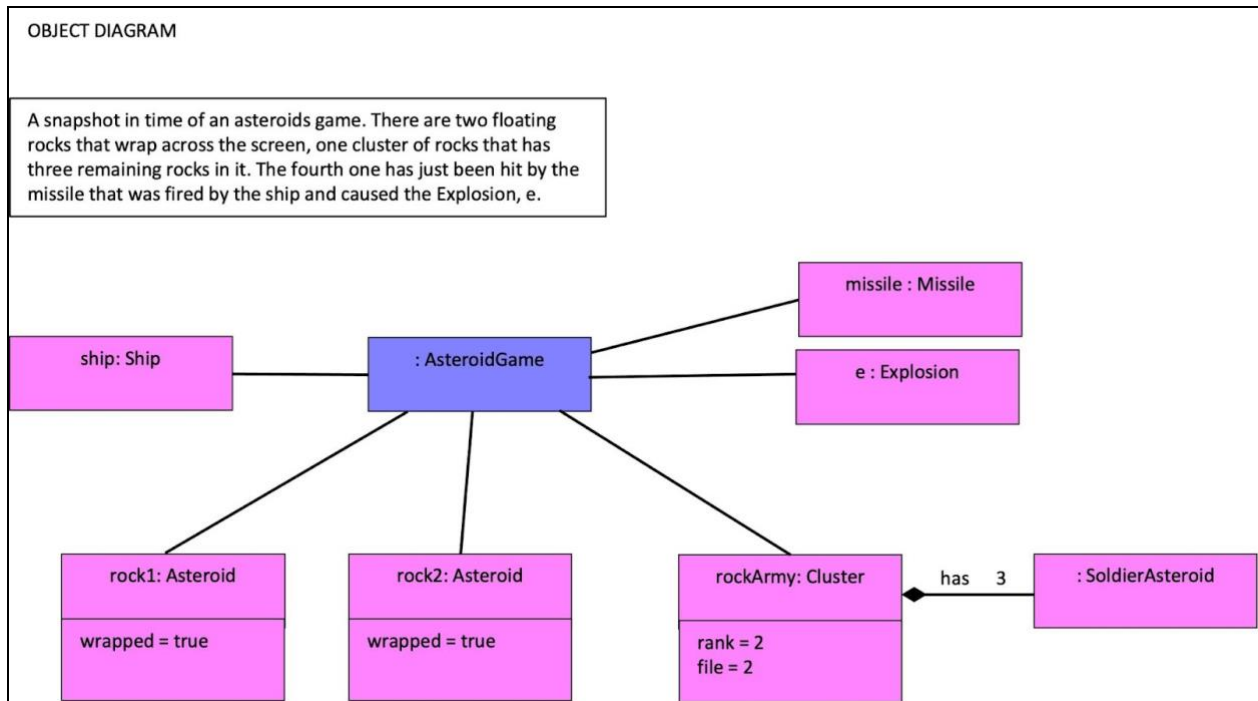 OBJECT DIAGRAM
A snapshot in time of an asteroids game. There are two floating
rocks that wrap across the screen, one cluster of rocks that has
three remaining rocks in it. The fourth one has just been hit by the
missile that was fired by the ship and caused the Explosion, e.
missile : Missile
ship: Ship
: AsteroidGame
e : Explosion
rock1: Asteroid
wrapped = true
rock2: Asteroid
wrapped = true
rockArmy: Cluster
rank = 2
file = 2
has 3
: SoldierAsteroid